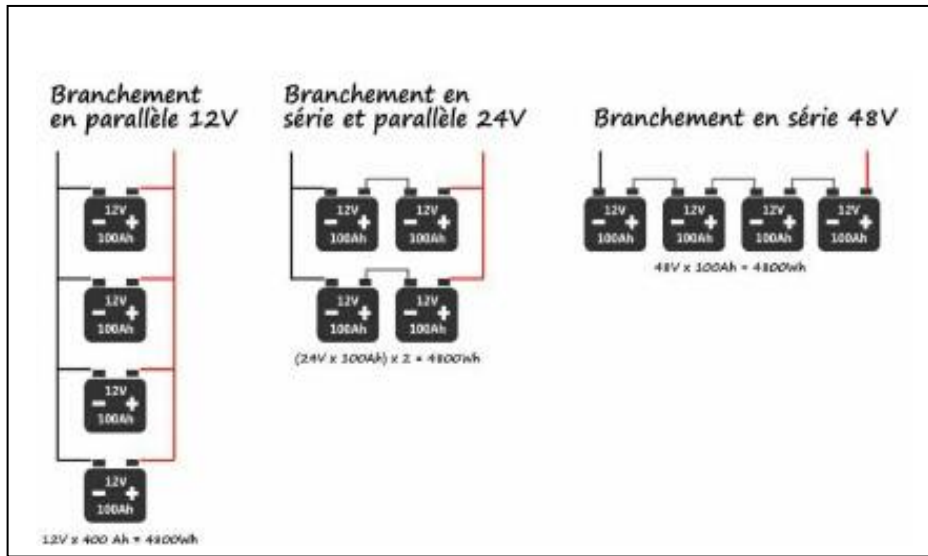 Branchement
en parallèle 12V
12V
- +
100Ah
12V
- +
100Ah
12V
- +
100Ah
12V
- +
100Ah
12V x 400 Ah = 4800Wh
Branchement en
série et parallèle 24V
12V
- +
100Ah
12V
- +
100Ah
12V
- +
100Ah
12V
- +
100Ah
(24V x 100Ah) x 2 = 4800Wh
Branchement en série 48V
12V
- +
100Ah
12V
- +
100Ah
12V
- +
100Ah
12V
- +
100Ah
48V x 100Ah = 4800Wh